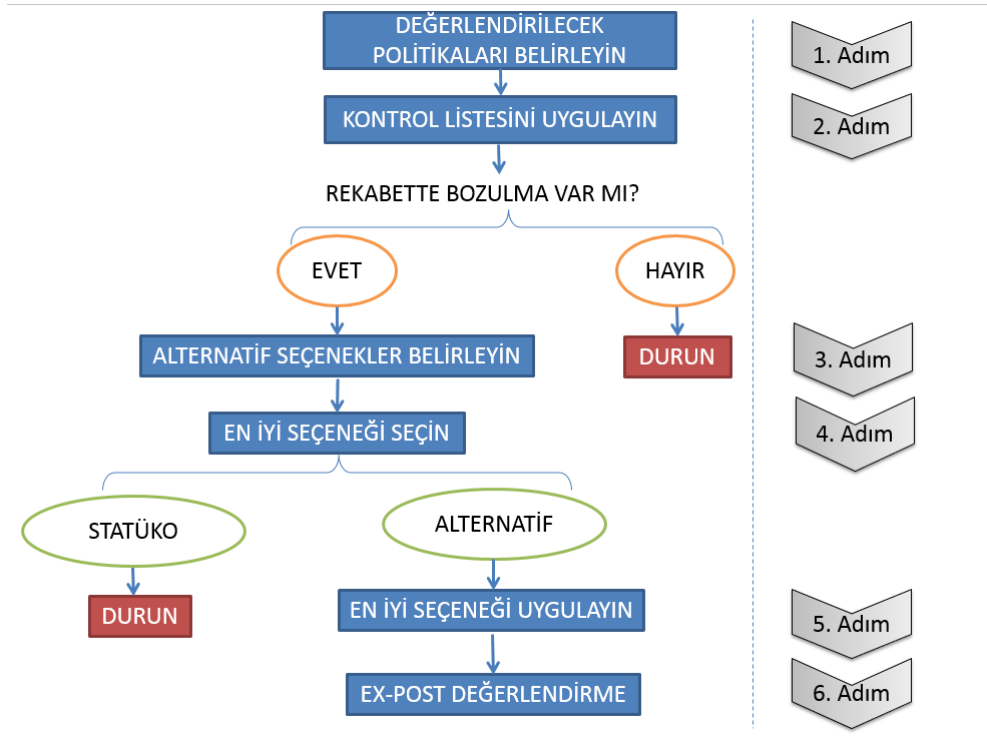 DEĞERLENDİRİLECEK
POLİTİKALARI BELİRLEYİN
1. Adım
KONTROL LİSTESİNİ UYGULAYIN
2. Adım
REKABETTE BOZULMA VAR MI?
EVET
HAYIR
ALTERNATİF SEÇENEKLER BELİRLEYİN
DURUN
3. Adım
EN İYİ SEÇENEĞİ SEÇİN
4. Adım
STATÜKO
ALTERNATİF
DURUN
EN İYİ SEÇENEĞİ UYGULAYIN
5. Adım
EX-POST DEĞERLENDİRME
6. Adım